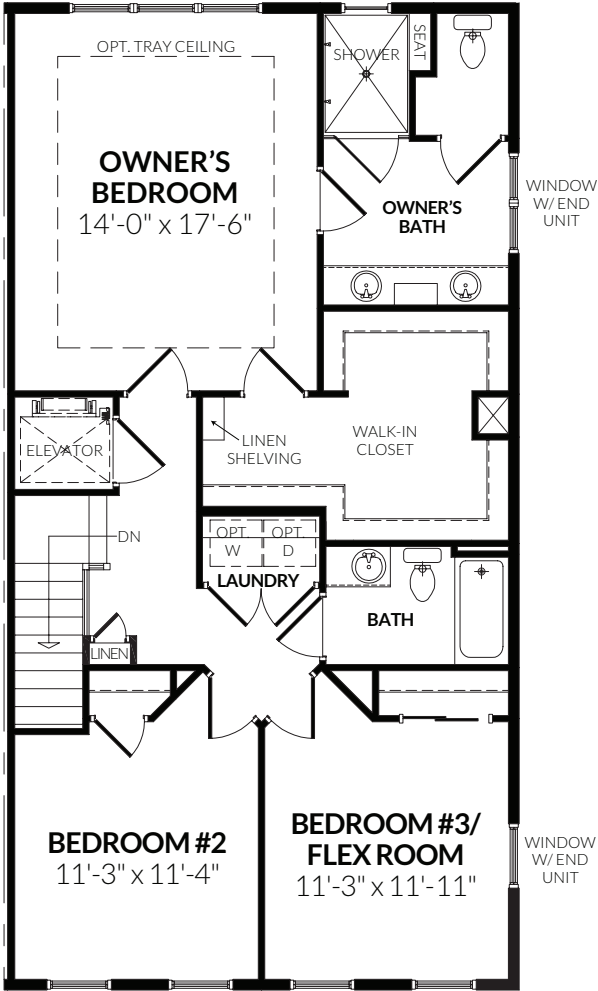 OPT. TRAY CEILING
SHOWER
SEAT
OWNER'S
BEDROOM
14'-0" x 17'-6"
OWNER'S
BATH
WINDOW
W/ END
UNIT
ELEVATOR
LINEN
SHELVING
WALK-IN
CLOSET
DN
OPT.
W
OPT.
D
LAUNDRY
BATH
LINEN
BEDROOM #2
11'-3" x 11'-4"
BEDROOM #3/
FLEX ROOM
11'-3" x 11'-11"
WINDOW
W/ END
UNIT